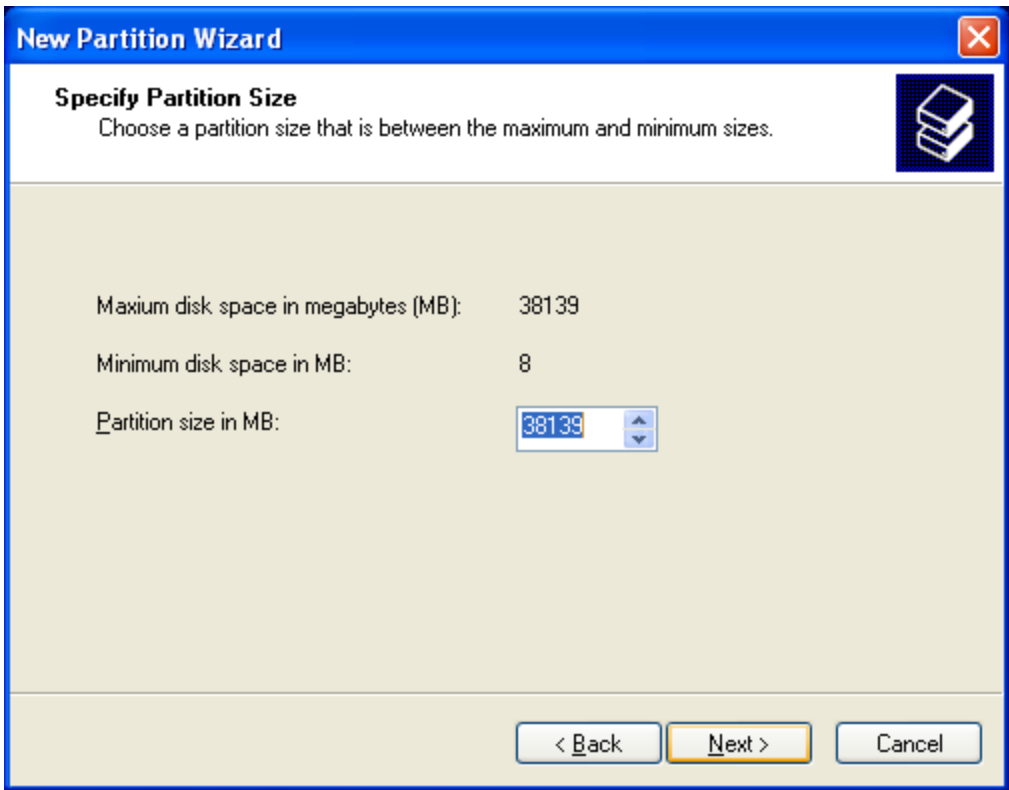 New Partition Wizard
Specify Partition Size
Choose a partition size that is between the maximum and minimum sizes.
Maxium disk space in megabytes (MB): 38139
Minimum disk space in MB: 8
Partition size in MB: 38139
< Back Next > Cancel